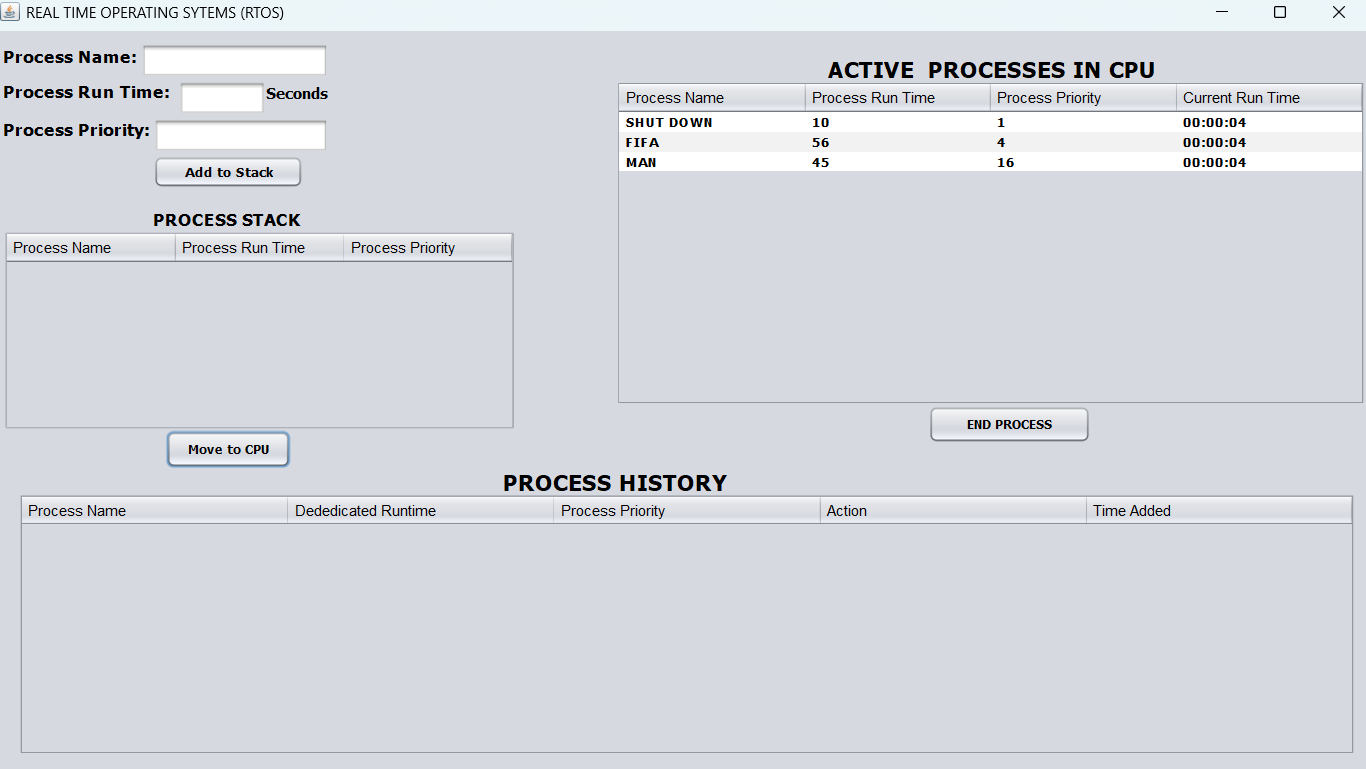 REAL TIME OPERATING SYTEMS (RTOS)
Process Name:
Process Run Time: Seconds
Process Priority:
Add to Stack
PROCESS STACK
Process Name Process Run Time Process Priority
Move to CPU
ACTIVE PROCESSES IN CPU
Process Name Process Run Time Process Priority Current Run Time
SHUT DOWN 10 1 00:00:04
FIFA 56 4 00:00:04
MAN 45 16 00:00:04
END PROCESS
PROCESS HISTORY
Process Name Dededicated Runtime Process Priority Action Time Added